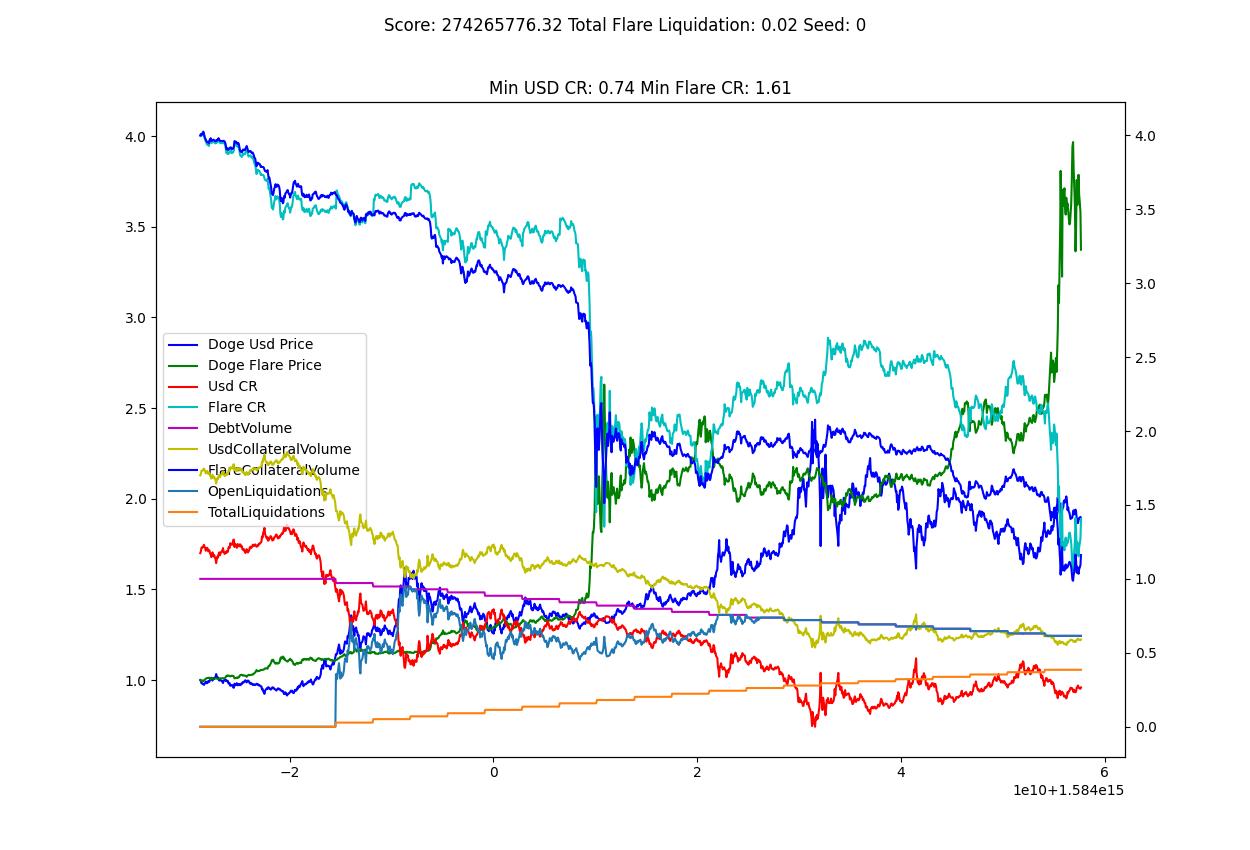 Score: 274265776.32 Total Flare Liquidation: 0.02 Seed: 0
Min USD CR: 0.74 Min Flare CR: 1.61
4.0
3.5
3.0
2.5
2.0
1.5
1.0
4.0
3.5
3.0
2.5
2.0
1.5
1.0
0.5
0.0
Doge Usd Price
Doge Flare Price
Usd CR
Flare CR
DebtVolume
UsdCollateralVolume
FlareCollateralVolume
OpenLiquidations
TotalLiquidations
−2 0 2 4 6
1e10+1.584e15